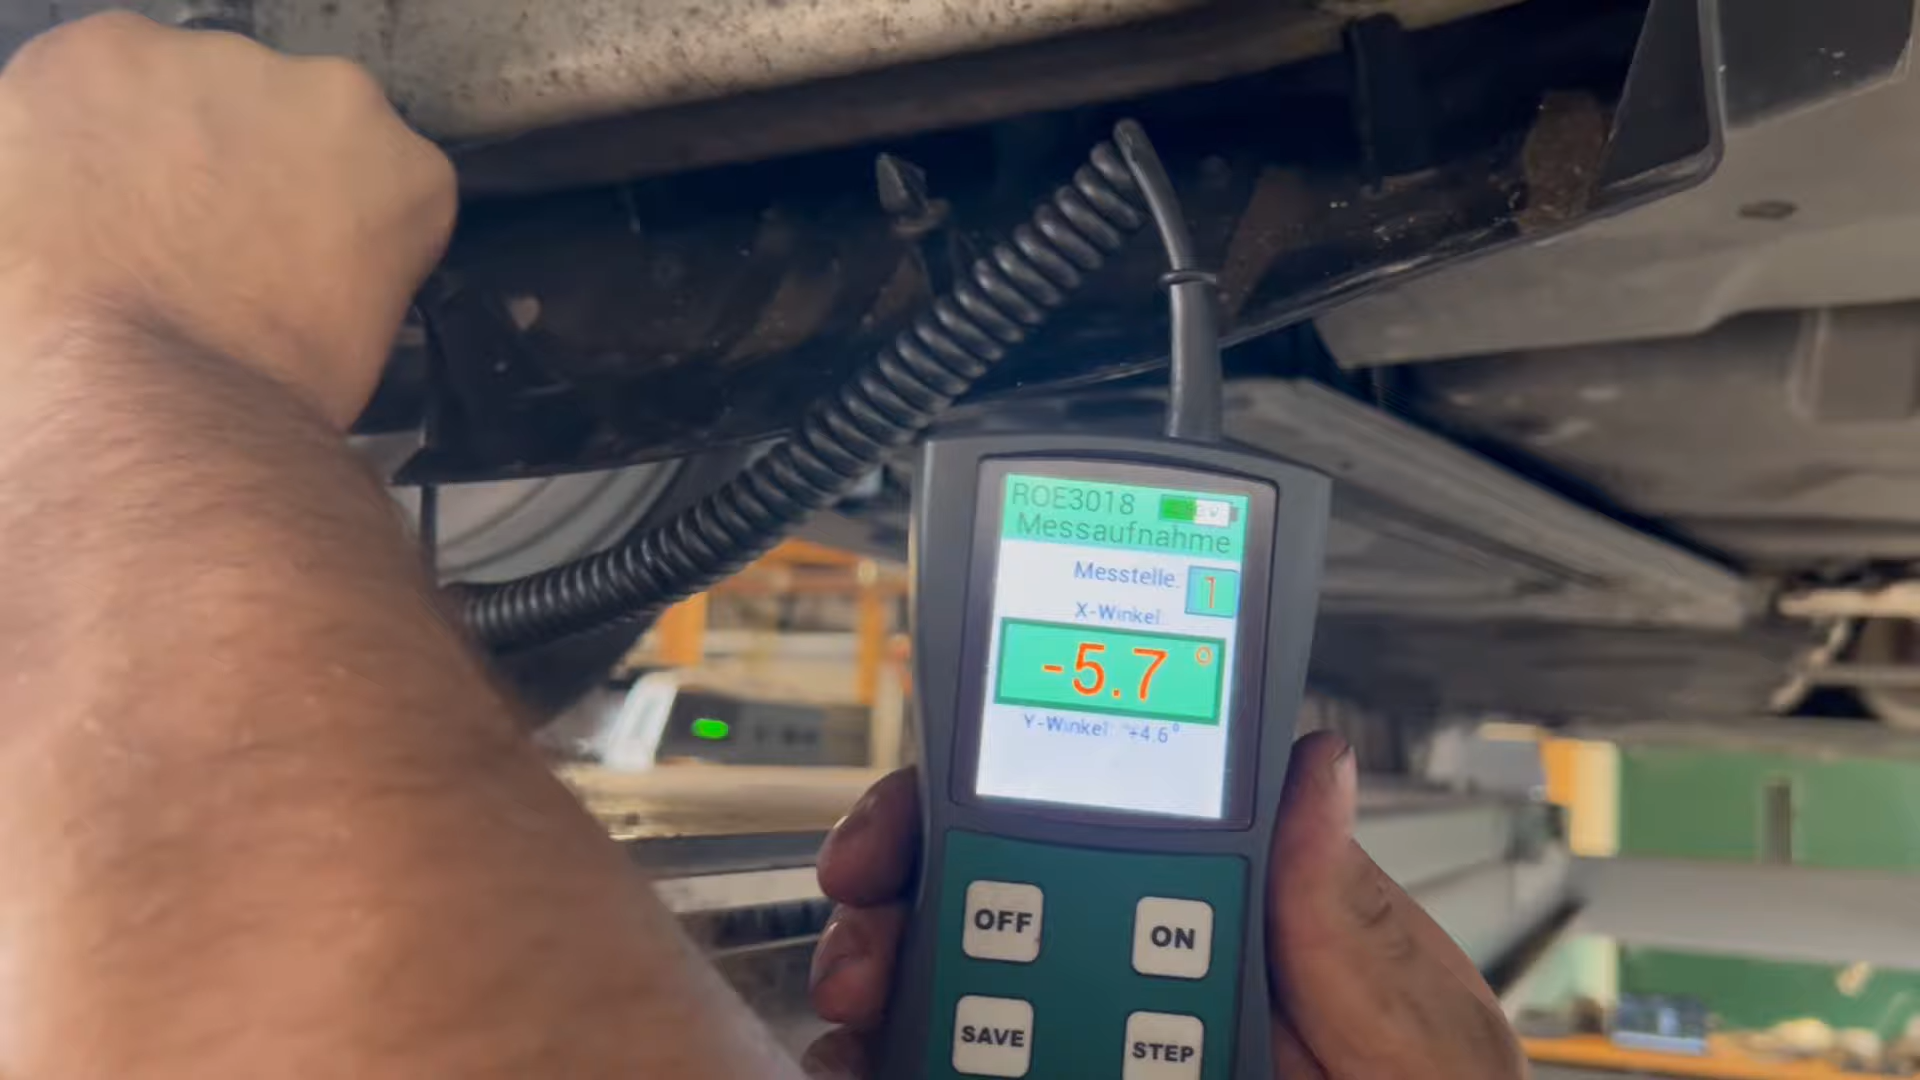 ROE3018
Messaufnahme
Messtelle: 1
X-Winkel:
-5.7 °
Y-Winkel: +4.6°
OFF ON
SAVE STEP